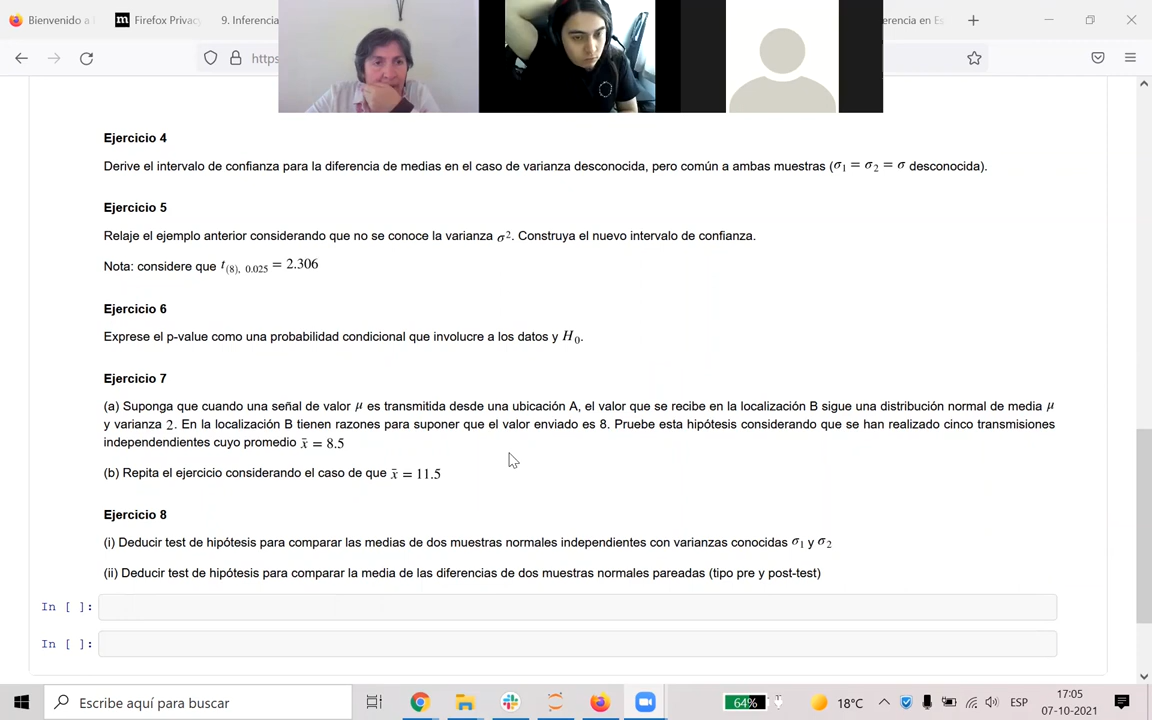 Bienvenido a
Firefox Privacy
9. Inferencia
erencia en Es
https
Ejercicio 4
Derive el intervalo de confianza para la diferencia de medias en el caso de varianza desconocida, pero común a ambas muestras (σ₁ = σ₂ = σ desconocida).
Ejercicio 5
Relaje el ejemplo anterior considerando que no se conoce la varianza σ². Construya el nuevo intervalo de confianza.
Nota: considere que t₍₈₎, ₀.₀₂₅ = 2.306
Ejercicio 6
Exprese el p-value como una probabilidad condicional que involucre a los datos y H₀.
Ejercicio 7
(a) Suponga que cuando una señal de valor μ es transmitida desde una ubicación A, el valor que se recibe en la localización B sigue una distribución normal de media μ
y varianza 2. En la localización B tienen razones para suponer que el valor enviado es 8. Pruebe esta hipótesis considerando que se han realizado cinco transmisiones
independendientes cuyo promedio x̄ = 8.5
(b) Repita el ejercicio considerando el caso de que x̄ = 11.5
Ejercicio 8
(i) Deducir test de hipótesis para comparar las medias de dos muestras normales independientes con varianzas conocidas σ₁ y σ₂
(ii) Deducir test de hipótesis para comparar la media de las diferencias de dos muestras normales pareadas (tipo pre y post-test)
In [ ]:
In [ ]:
Escribe aquí para buscar
64%
18°C
ESP
17:05
07-10-2021